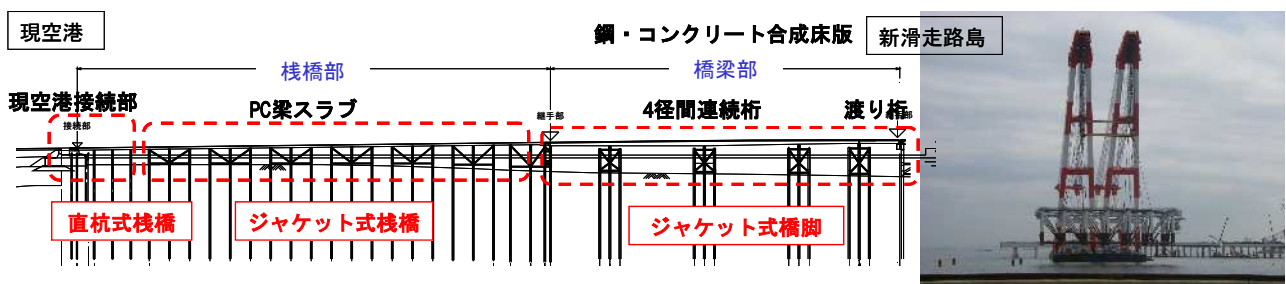 現空港
鋼・コンクリート合成床版
新滑走路島
桟橋部
橋梁部
現空港接続部
PC梁スラブ
4径間連続桁
渡り桁
接続部
継手部
直杭式桟橋
ジャケット式桟橋
ジャケット式橋脚